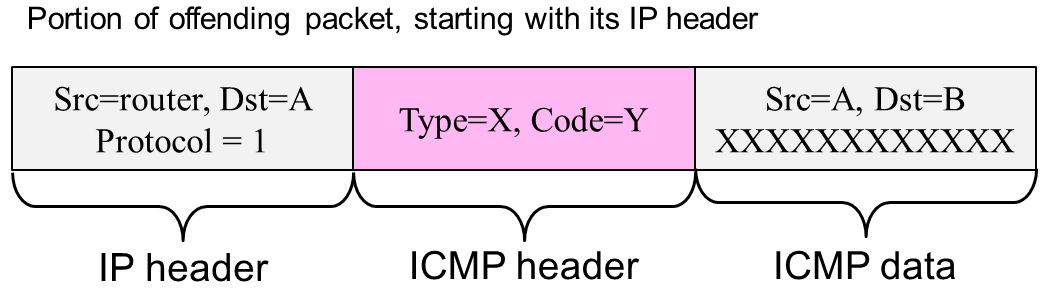 Portion of offending packet, starting with its IP header
Src=router, Dst=A
Protocol = 1
Type=X, Code=Y
Src=A, Dst=B
XXXXXXXXXXXX
IP header
ICMP header
ICMP data